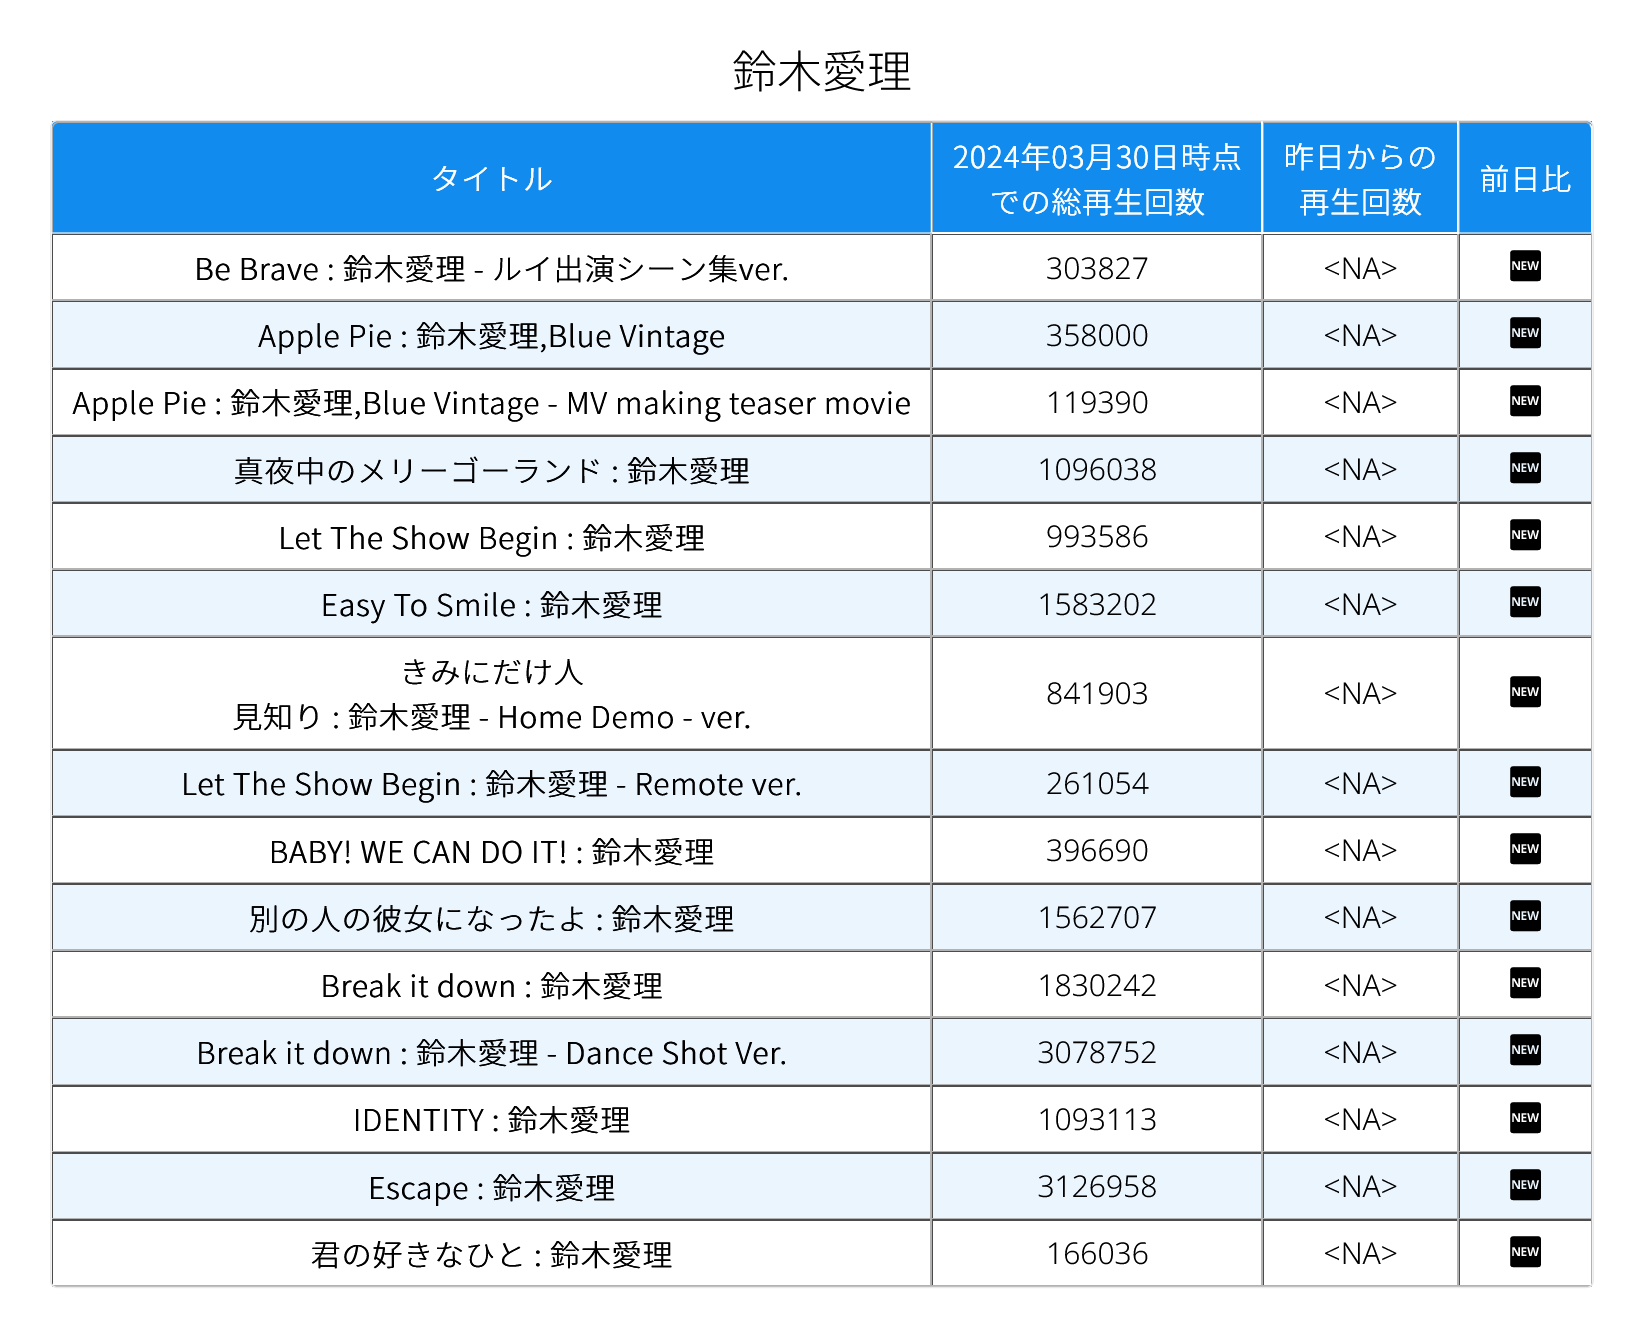 鈴木愛理
タイトル
2024年03月30日時点
での総再生回数
昨日からの
再生回数
前日比
Be Brave : 鈴木愛理 - ルイ出演シーン集ver. 303827 <NA> NEW
Apple Pie : 鈴木愛理,Blue Vintage 358000 <NA> NEW
Apple Pie : 鈴木愛理,Blue Vintage - MV making teaser movie 119390 <NA> NEW
真夜中のメリーゴーランド : 鈴木愛理 1096038 <NA> NEW
Let The Show Begin : 鈴木愛理 993586 <NA> NEW
Easy To Smile : 鈴木愛理 1583202 <NA> NEW
きみにだけ人
見知り : 鈴木愛理 - Home Demo - ver. 841903 <NA> NEW
Let The Show Begin : 鈴木愛理 - Remote ver. 261054 <NA> NEW
BABY! WE CAN DO IT! : 鈴木愛理 396690 <NA> NEW
別の人の彼女になったよ : 鈴木愛理 1562707 <NA> NEW
Break it down : 鈴木愛理 1830242 <NA> NEW
Break it down : 鈴木愛理 - Dance Shot Ver. 3078752 <NA> NEW
IDENTITY : 鈴木愛理 1093113 <NA> NEW
Escape : 鈴木愛理 3126958 <NA> NEW
君の好きなひと : 鈴木愛理 166036 <NA> NEW